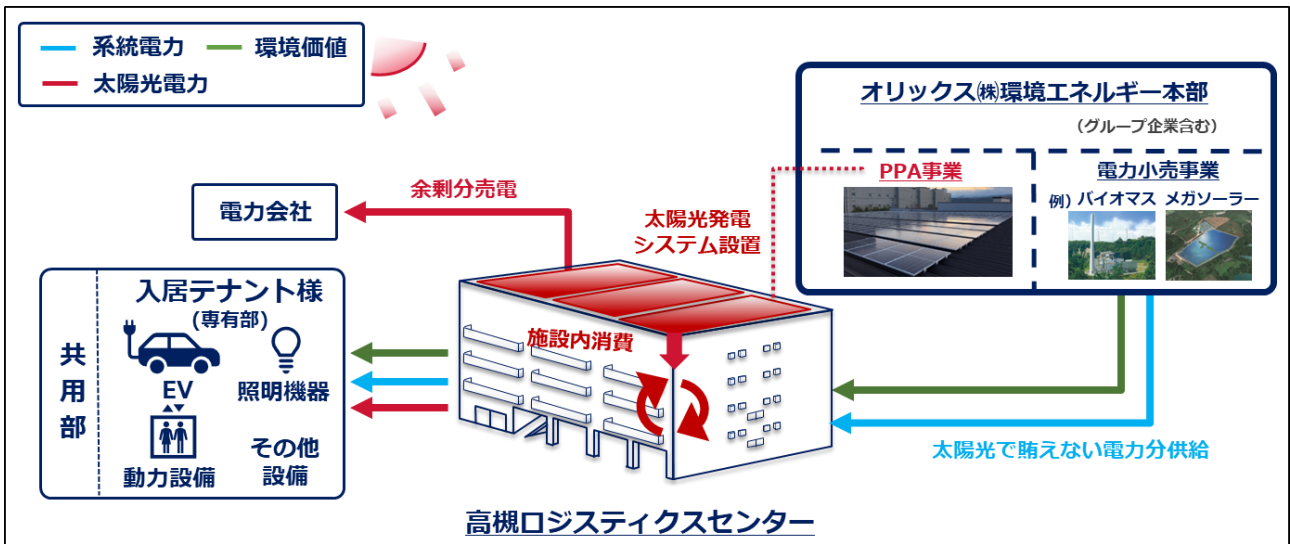 系統電力
環境価値
太陽光電力
オリックス㈱環境エネルギー本部
(グループ企業含む)
PPA事業
電力小売事業
例) バイオマス メガソーラー
余剰分売電
電力会社
太陽光発電
システム設置
入居テナント様
(専有部)
共用部
EV
照明機器
動力設備
その他
設備
施設内消費
太陽光で賄えない電力分供給
高槻ロジスティクスセンター